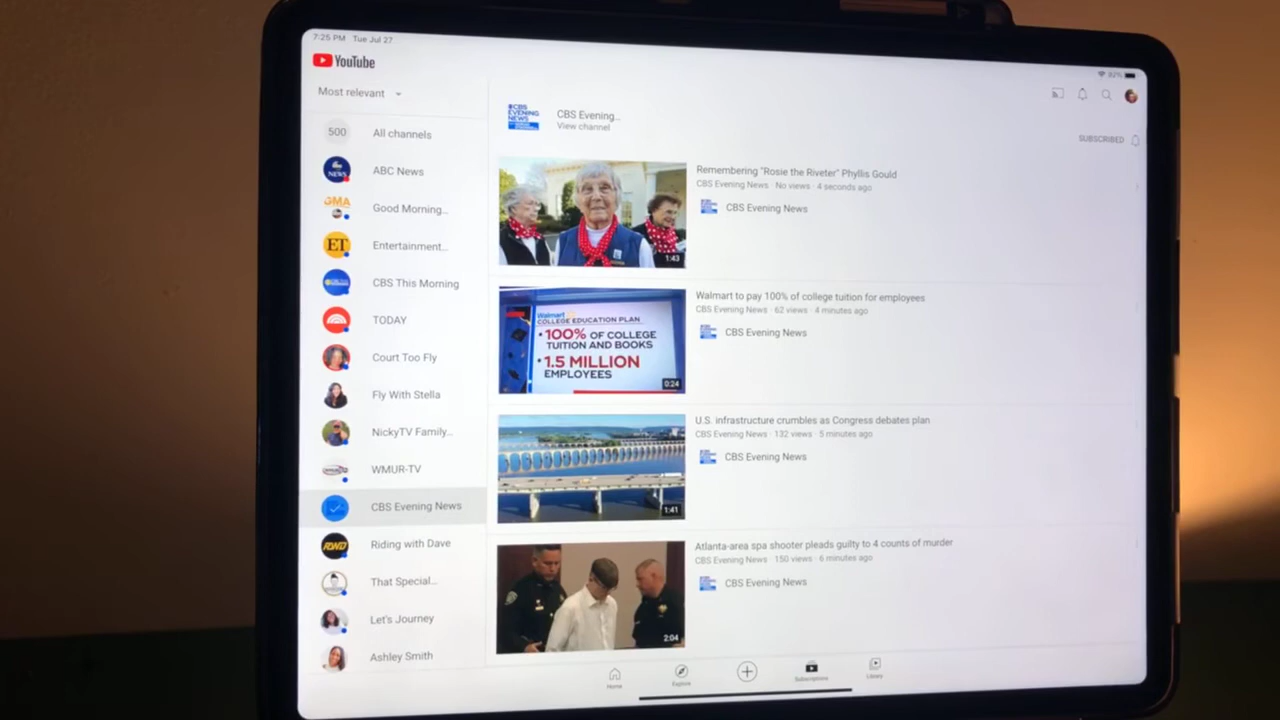 7:25 PM Tue Jul 27
92%
YouTube
Most relevant
500 All channels
ABC News
Good Morning...
Entertainment...
CBS This Morning
TODAY
Court Too Fly
Fly With Stella
NickyTV Family...
WMUR-TV
CBS Evening News
Riding with Dave
That Special...
Let's Journey
Ashley Smith
GMA
ET
RWD
CBS EVENING NEWS
CBS Evening...
View channel
SUBSCRIBED
Remembering "Rosie the Riveter" Phyllis Gould
CBS Evening News · No views · 4 seconds ago
CBS Evening News
1:43
Walmart to pay 100% of college tuition for employees
CBS Evening News · 62 views · 4 minutes ago
CBS Evening News
Walmart
COLLEGE EDUCATION PLAN
• 100% OF COLLEGE
TUITION AND BOOKS
• 1.5 MILLION
EMPLOYEES
0:24
U.S. infrastructure crumbles as Congress debates plan
CBS Evening News · 132 views · 5 minutes ago
CBS Evening News
1:41
Atlanta-area spa shooter pleads guilty to 4 counts of murder
CBS Evening News · 150 views · 6 minutes ago
CBS Evening News
2:04
Home
Explore
Subscriptions
Library